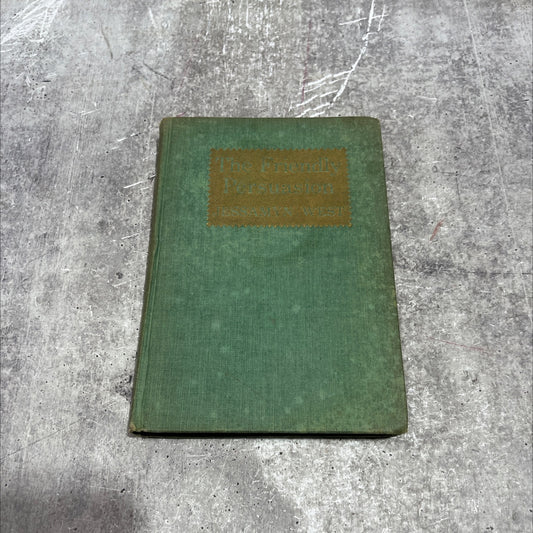 The Friendly
Persuasion
JESSAMYN WEST